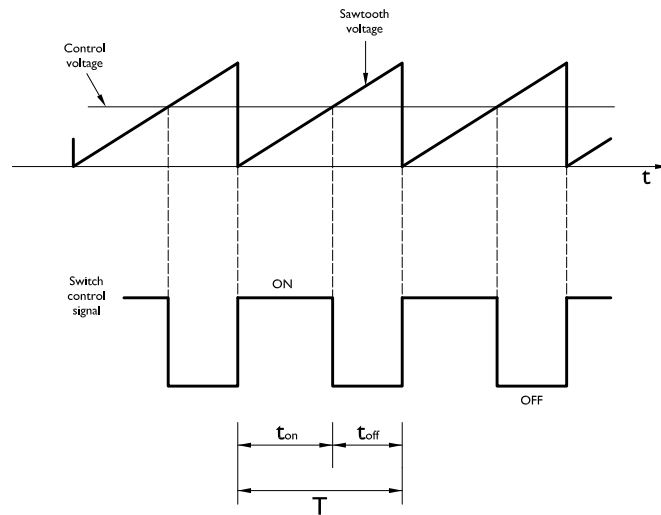 Sawtooth
voltage
Control
voltage
t
Switch
control
signal
ON
OFF
ton
toff
T